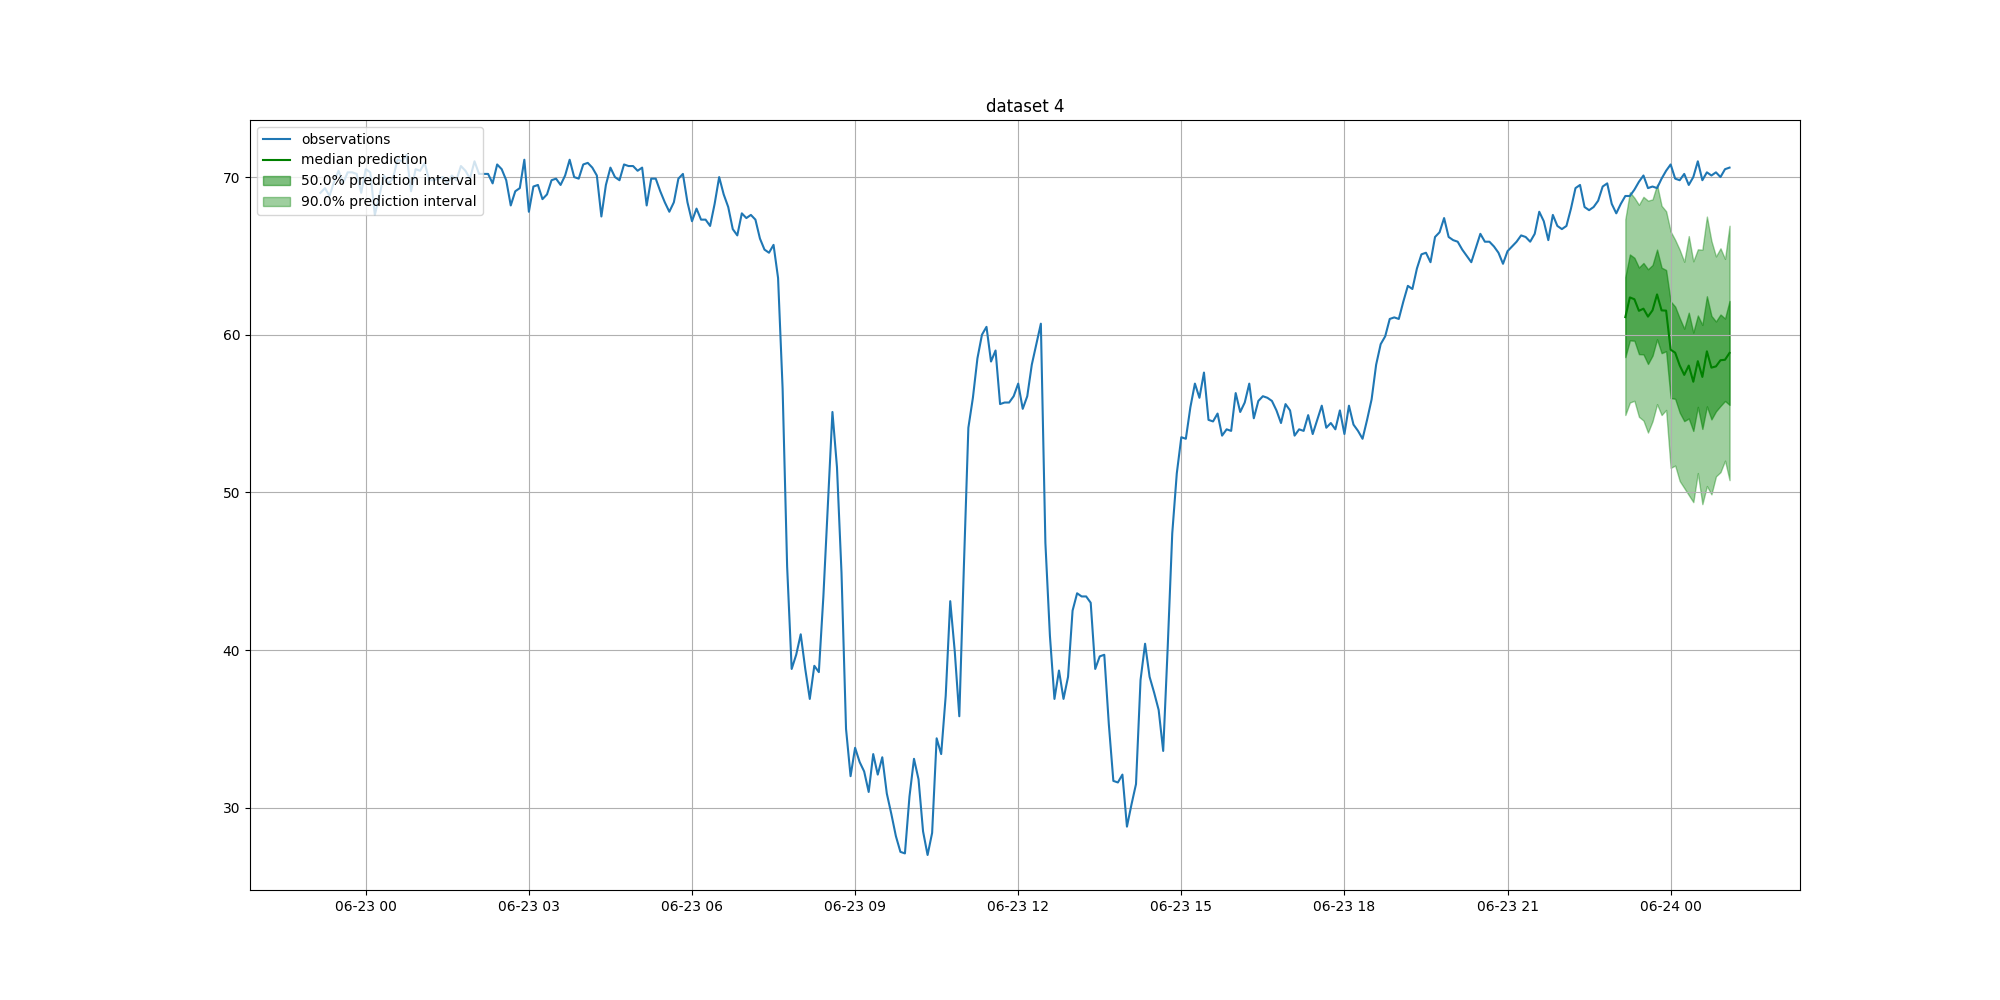 dataset 4
observations
median prediction
50.0% prediction interval
90.0% prediction interval
70
60
50
40
30
06-23 00 06-23 03 06-23 06 06-23 09 06-23 12 06-23 15 06-23 18 06-23 21 06-24 00